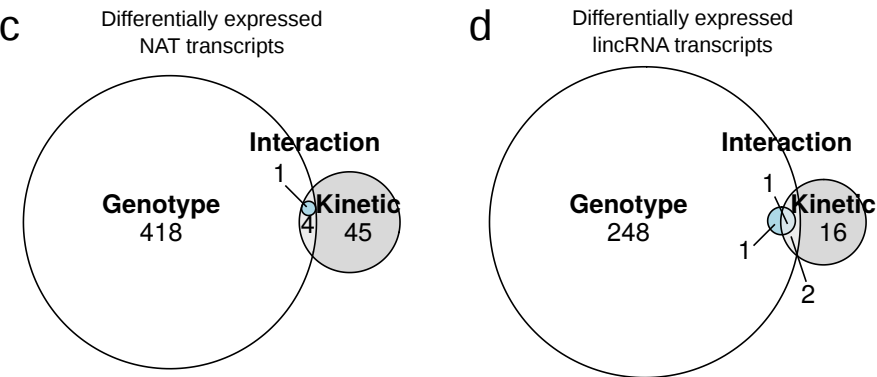 c
Differentially expressed
NAT transcripts
Interaction
1
Genotype
418
4
Kinetic
45
d
Differentially expressed
lincRNA transcripts
Interaction
1
Genotype
248
Kinetic
16
1
2